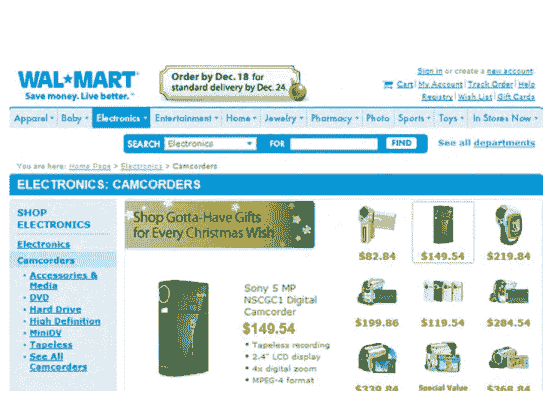 WAL★MART
Save money. Live better.
Order by Dec. 18 for
standard delivery by Dec. 24.
Sign in or create a new account.
Cart | My Account | Track Order | Help
Registry | Wish List | Gift Cards
Apparel Baby Electronics Entertainment Home Jewelry Pharmacy Photo Sports Toys In Stores Now
SEARCH Electronics FOR FIND See all departments
You are here: Home Page > Electronics > Camcorders
ELECTRONICS: CAMCORDERS
SHOP
ELECTRONICS
Electronics
Camcorders
• Accessories &
Media
• DVD
• Hard Drive
• High Definition
• MiniDV
• Tapeless
• See All
Camcorders
Shop Gotta-Have Gifts
for Every Christmas Wish
Sony 5 MP
NSCGC1 Digital
Camcorder
$149.54
• Tapeless recording
• 2.4" LCD display
• 4x digital zoom
• MPEG-4 format
$82.84 $149.54 $219.84
$199.86 $119.54 $284.54
$339.84 Special Value $368.84